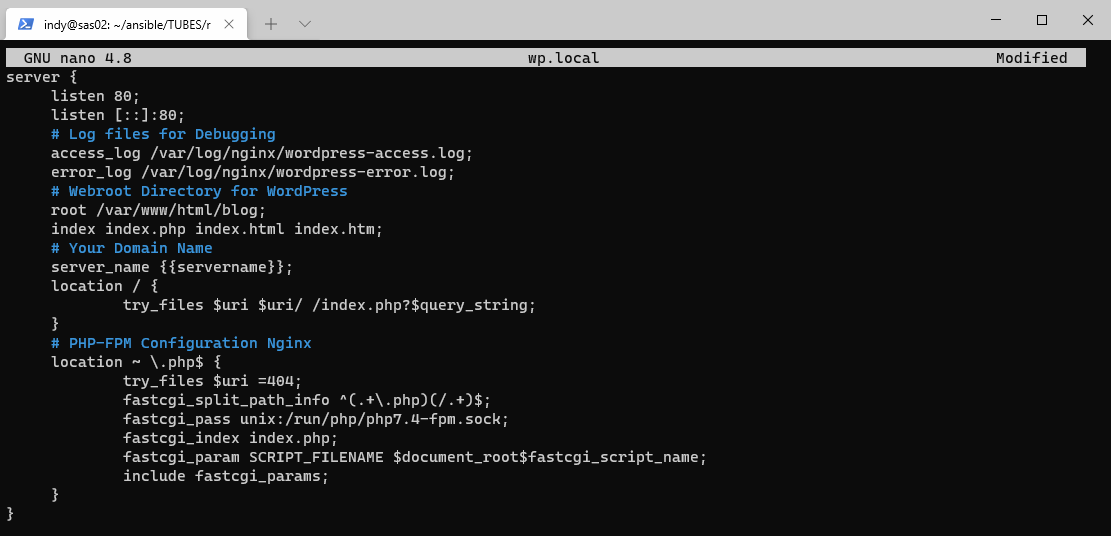 indy@sas02: ~/ansible/TUBES/r
GNU nano 4.8 wp.local Modified
server {
listen 80;
listen [::]:80;
# Log files for Debugging
access_log /var/log/nginx/wordpress-access.log;
error_log /var/log/nginx/wordpress-error.log;
# Webroot Directory for WordPress
root /var/www/html/blog;
index index.php index.html index.htm;
# Your Domain Name
server_name {{servername}};
location / {
try_files $uri $uri/ /index.php?$query_string;
}
# PHP-FPM Configuration Nginx
location ~ \.php$ {
try_files $uri =404;
fastcgi_split_path_info ^(.+\.php)(/.+)$;
fastcgi_pass unix:/run/php/php7.4-fpm.sock;
fastcgi_index index.php;
fastcgi_param SCRIPT_FILENAME $document_root$fastcgi_script_name;
include fastcgi_params;
}
}